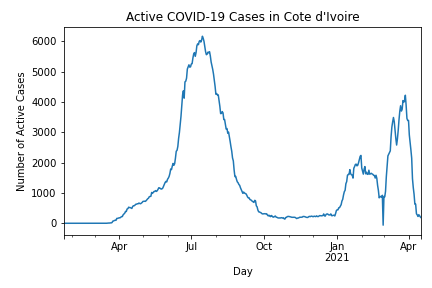 Active COVID-19 Cases in Cote d'Ivoire
Number of Active Cases
6000
5000
4000
3000
2000
1000
0
Apr
Jul
Oct
Jan
2021
Apr
Day